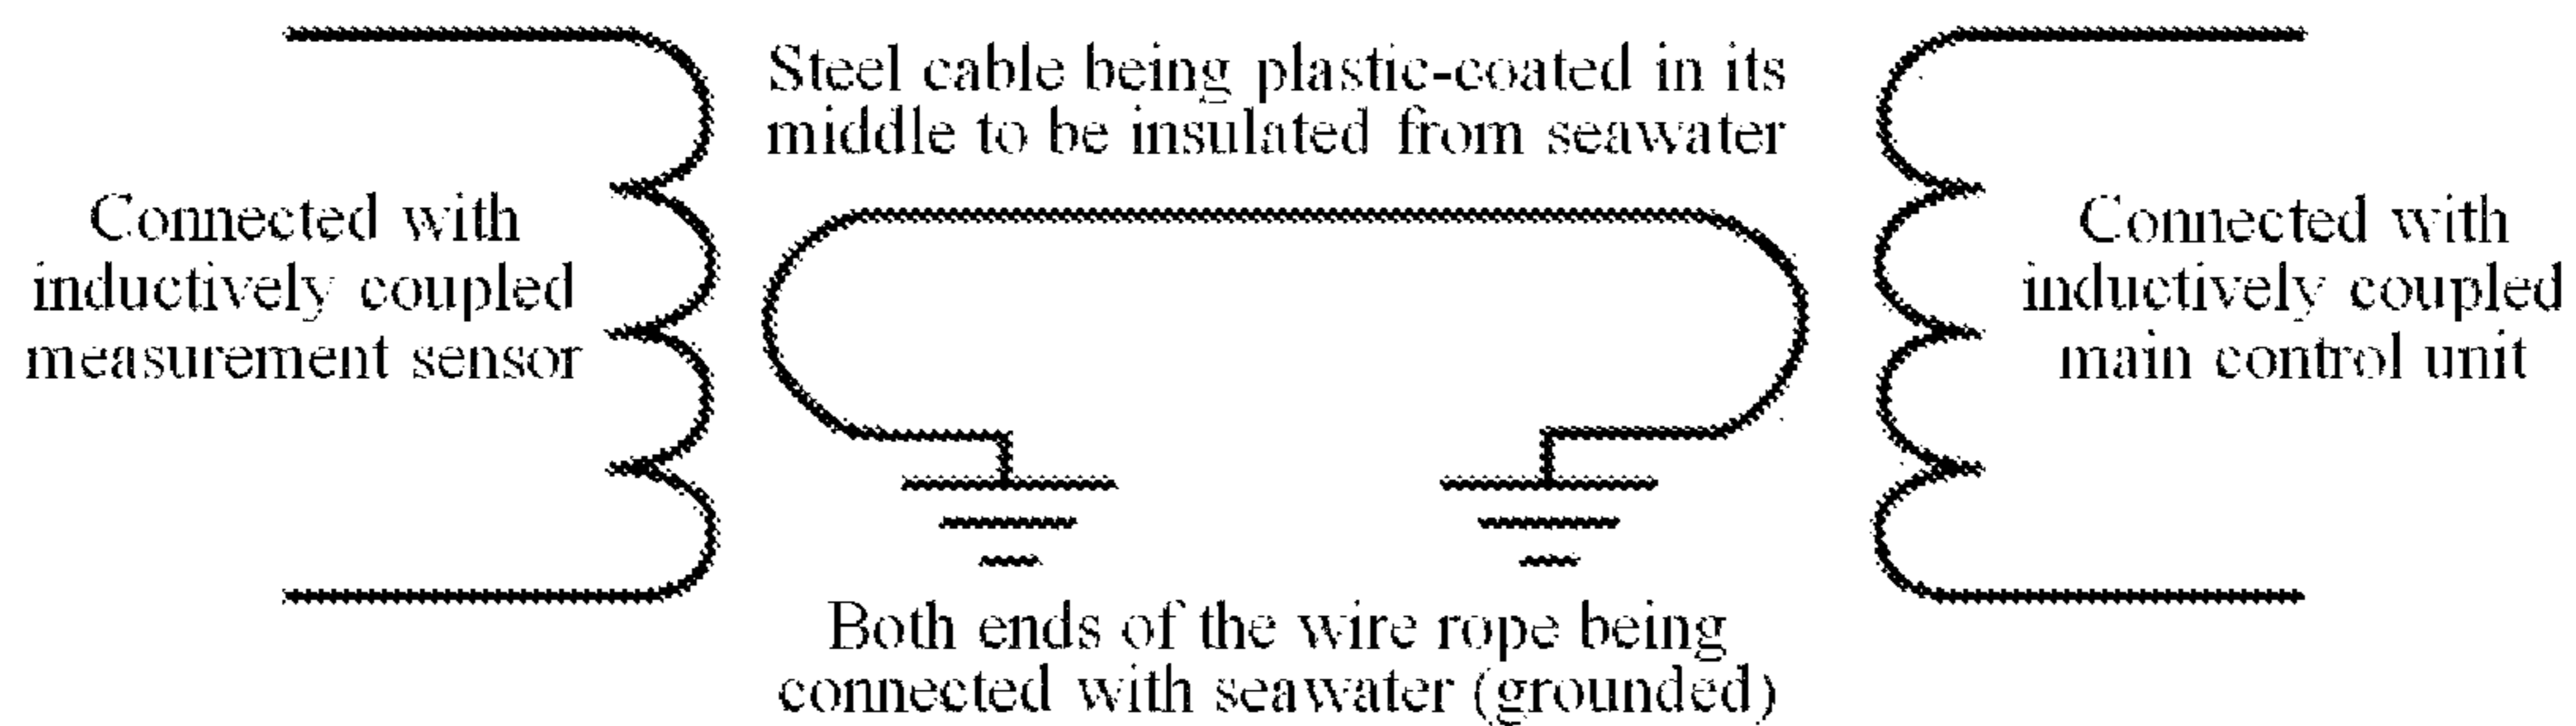 Steel cable being plastic-coated in its
middle to be insulated from seawater
Connected with
inductively coupled
measurement sensor
Connected with
inductively coupled
main control unit
Both ends of the wire rope being
connected with seawater (grounded)